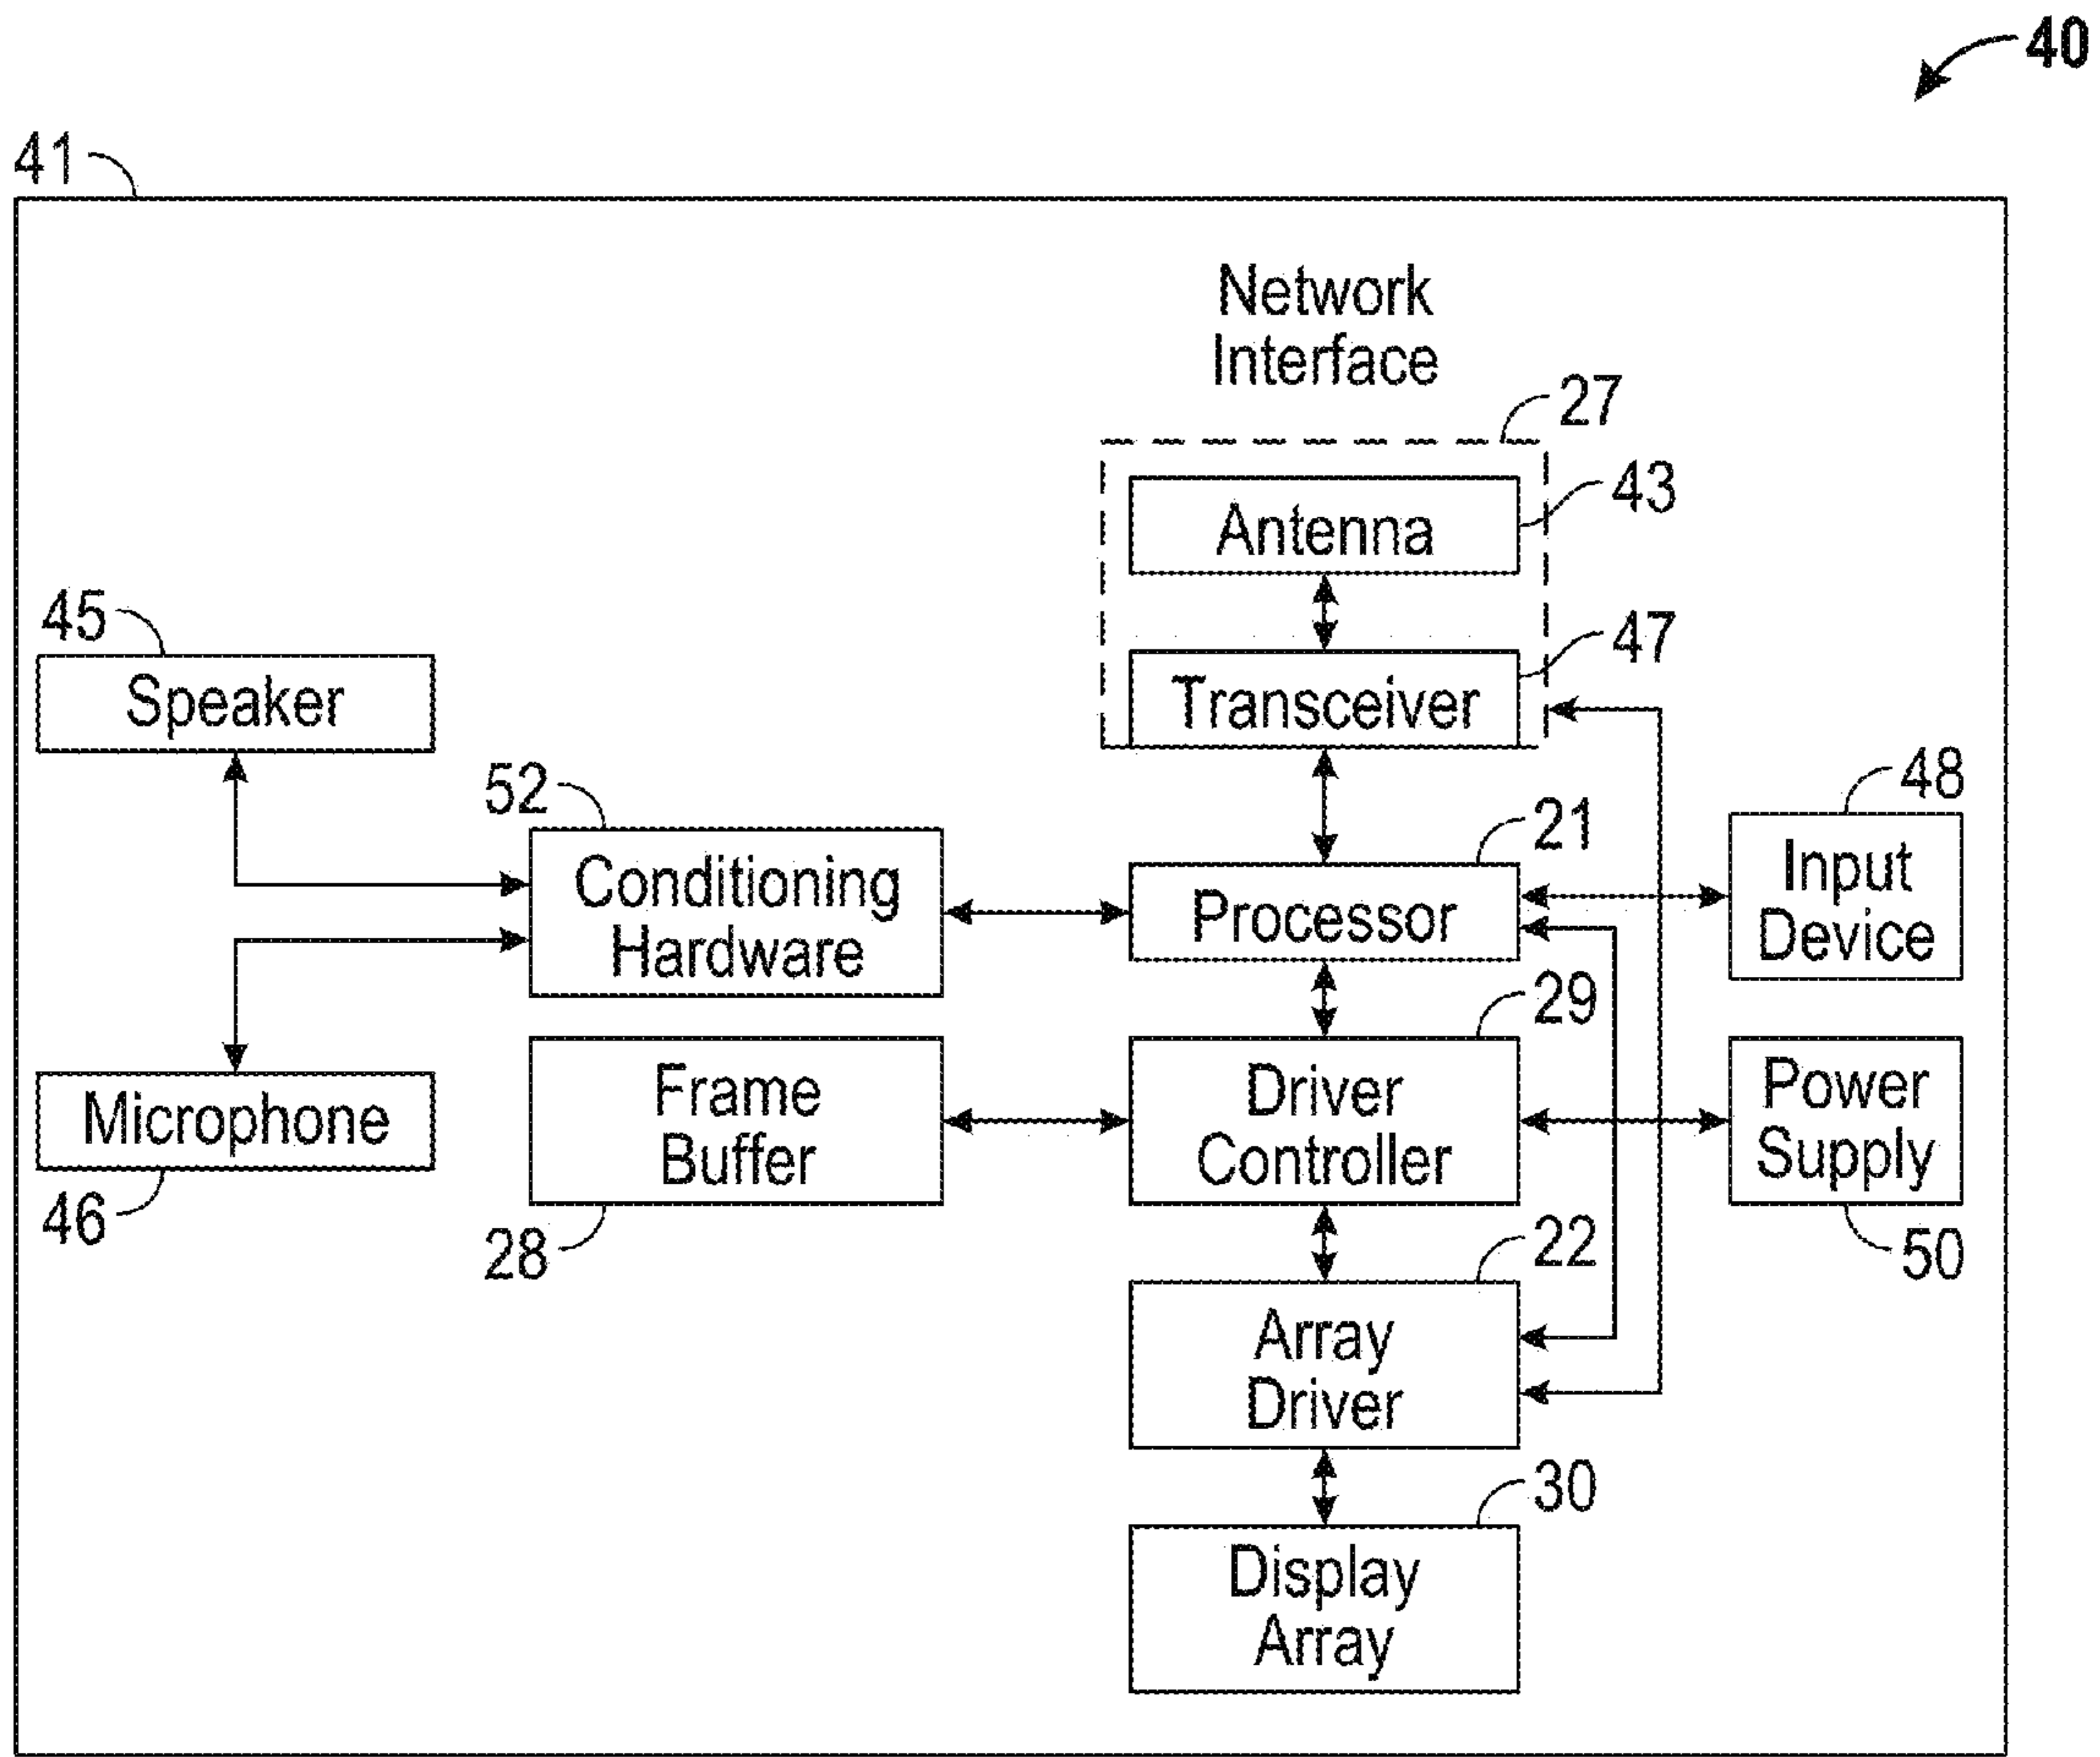 40
41
Network
Interface
27
Antenna
43
45
Speaker
47
Transceiver
52
Conditioning
Hardware
21
Processor
48
Input
Device
Microphone
46
Frame
Buffer
28
29
Driver
Controller
Power
Supply
50
22
Array
Driver
30
Display
Array